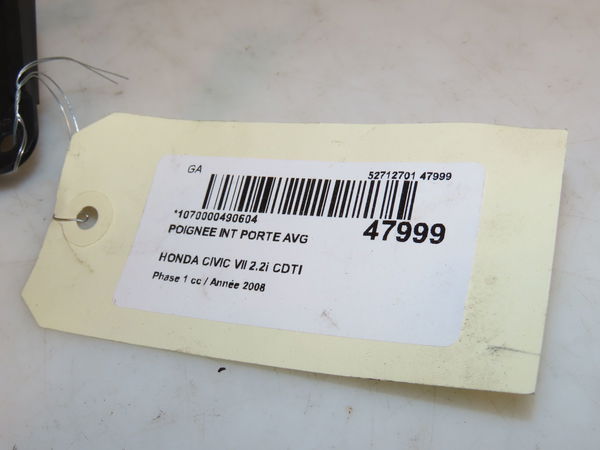 GA 52712701 47999
*1070000490604
POIGNEE INT PORTE AVG 47999
HONDA CIVIC VII 2.2i CDTI
Phase 1 cc / Année 2008